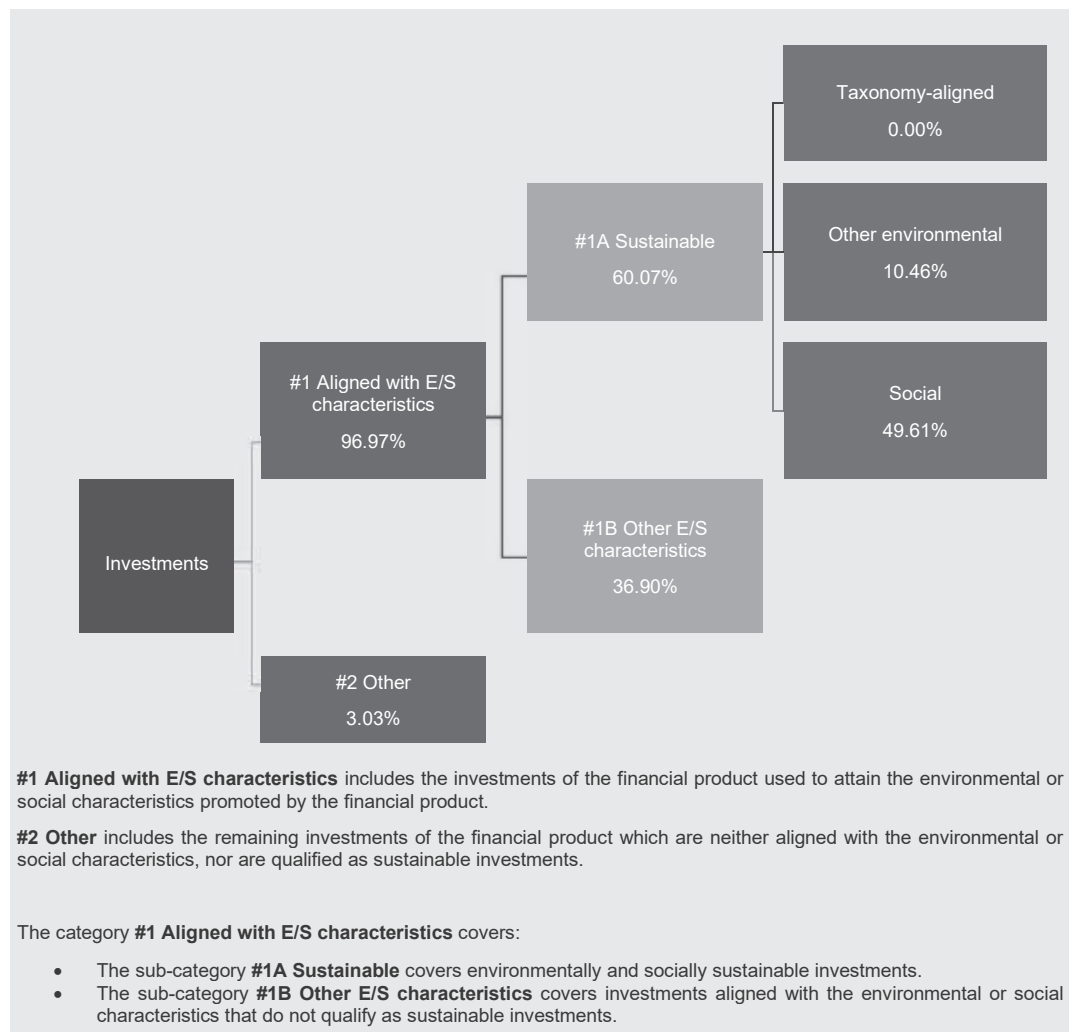 Taxonomy-aligned
0.00%
#1A Sustainable
60.07%
Other environmental
10.46%
#1 Aligned with E/S
characteristics
96.97%
Social
49.61%
Investments
#1B Other E/S
characteristics
36.90%
#2 Other
3.03%
#1 Aligned with E/S characteristics includes the investments of the financial product used to attain the environmental or
social characteristics promoted by the financial product.
#2 Other includes the remaining investments of the financial product which are neither aligned with the environmental or
social characteristics, nor are qualified as sustainable investments.
The category #1 Aligned with E/S characteristics covers:
• The sub-category #1A Sustainable covers environmentally and socially sustainable investments.
• The sub-category #1B Other E/S characteristics covers investments aligned with the environmental or social
characteristics that do not qualify as sustainable investments.